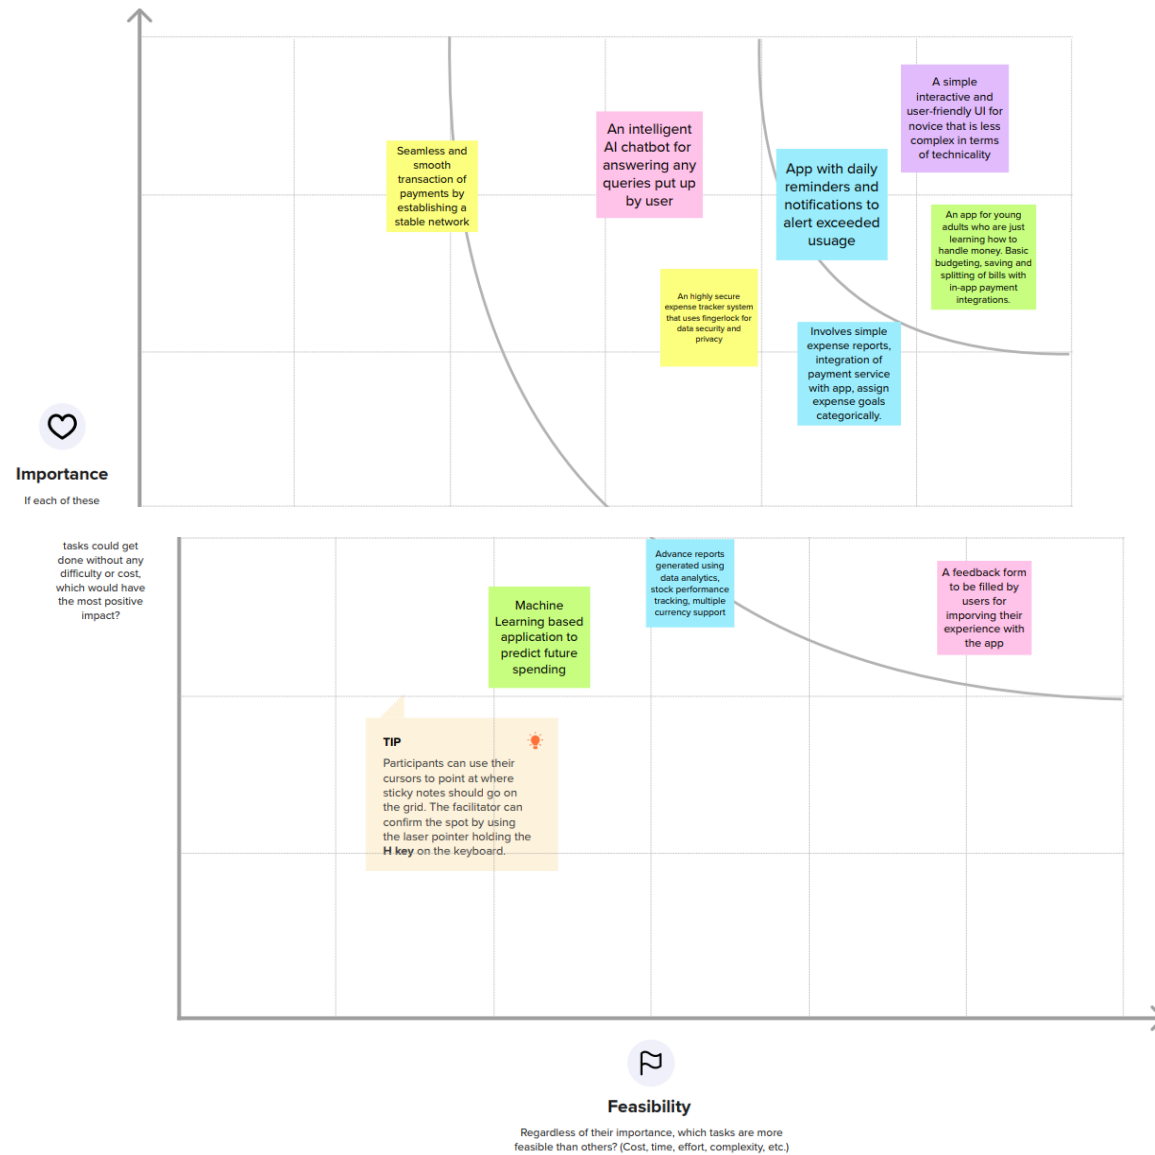 A simple
interactive and
user-friendly UI for
novice that is less
complex in terms
of technicality
An intelligent
AI chatbot for
answering any
queries put up
by user
Seamless and
smooth
transaction of
payments by
establishing a
stable network
App with daily
reminders and
notifications to
alert exceeded
usuage
An app for young
adults who are just
learning how to
handle money. Basic
budgeting, saving and
splitting of bills with
in-app payment
integrations.
An highly secure
expense tracker system
that uses fingerlock for
data security and
privacy
Involves simple
expense reports,
integration of
payment service
with app, assign
expense goals
categorically.
Importance
If each of these
tasks could get
done without any
difficulty or cost,
which would have
the most positive
impact?
Advance reports
generated using
data analytics,
stock performance
tracking, multiple
currency support
A feedback form
to be filled by
users for
imporving their
experience with
the app
Machine
Learning based
application to
predict future
spending
TIP
Participants can use their
cursors to point at where
sticky notes should go on
the grid. The facilitator can
confirm the spot by using
the laser pointer holding the
H key on the keyboard.
Feasibility
Regardless of their importance, which tasks are more
feasible than others? (Cost, time, effort, complexity, etc.)